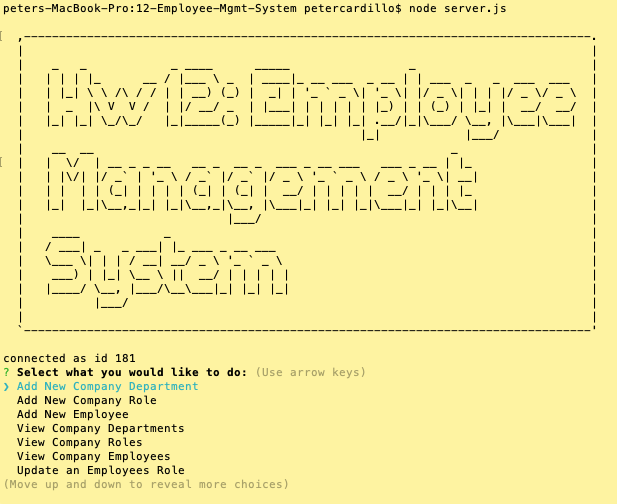 peters-MacBook-Pro:12-Employee-Mgmt-System petercardillo$ node server.js
Hw 12: Employee
Management
System
connected as id 181
? Select what you would like to do: (Use arrow keys)
❯ Add New Company Department
Add New Company Role
Add New Employee
View Company Departments
View Company Roles
View Company Employees
Update an Employees Role
(Move up and down to reveal more choices)